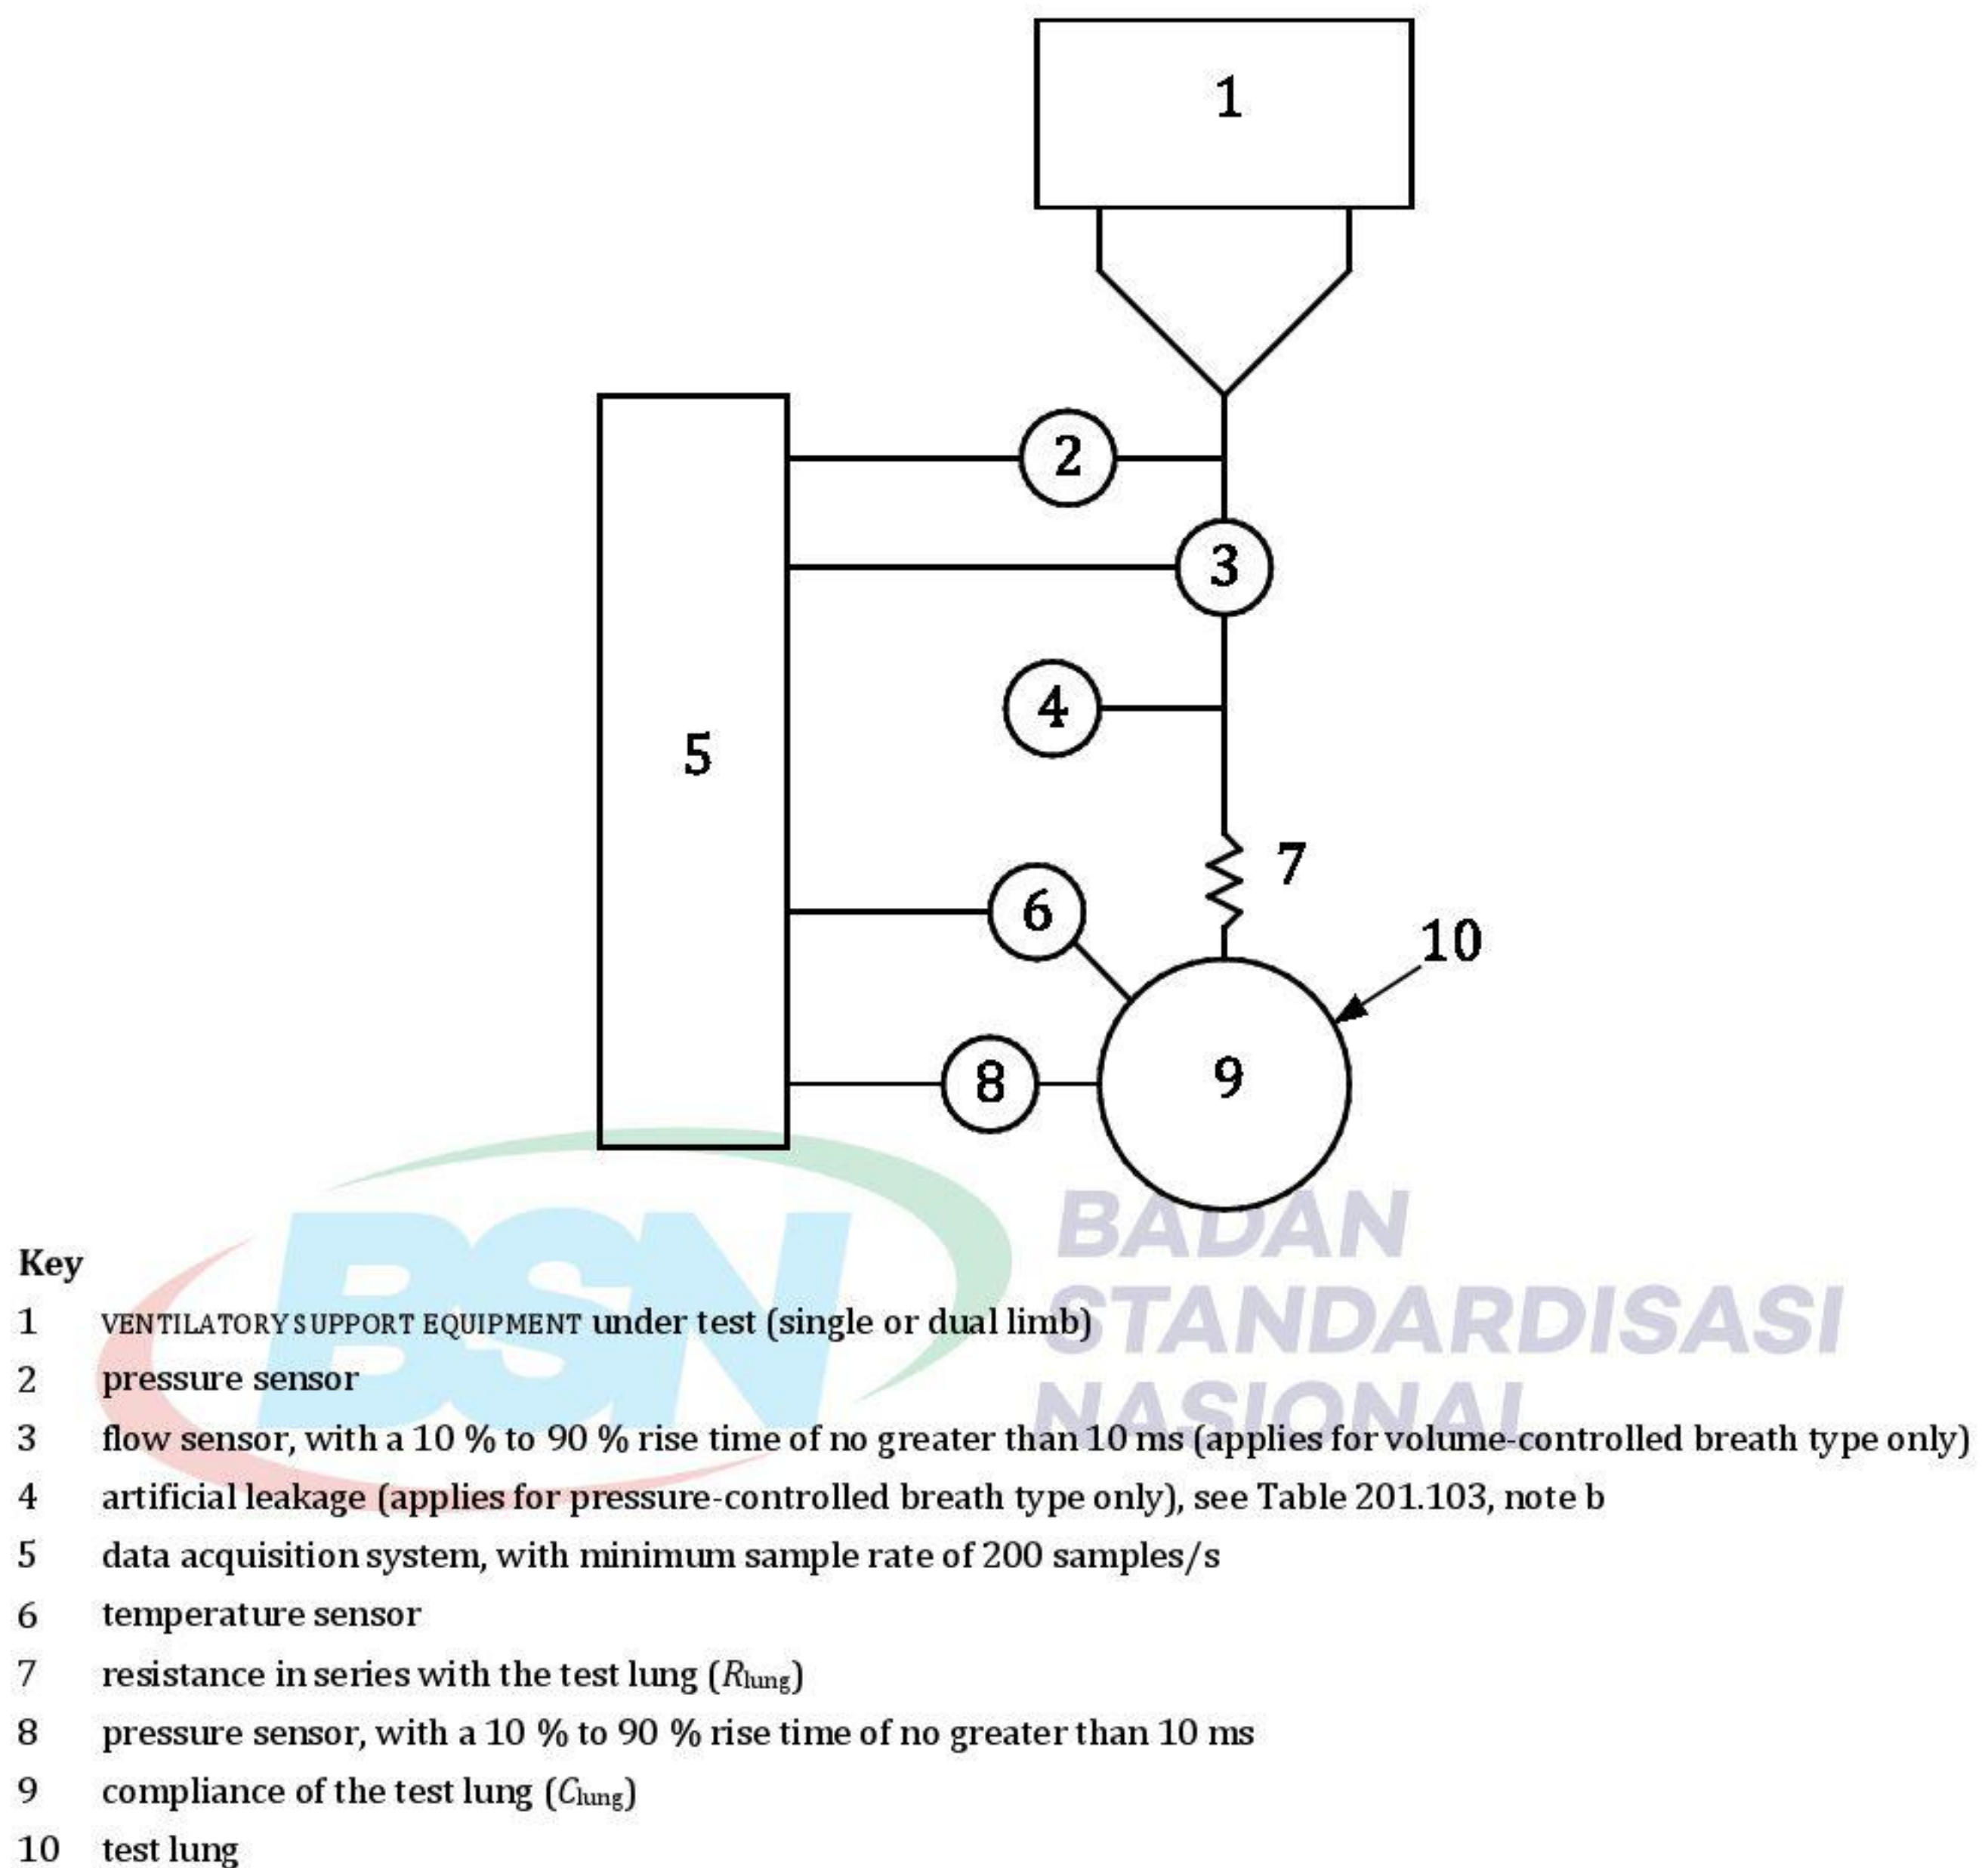 1
2
3
4
5
7
6
10
8
9
BSN
BADAN
STANDARDISASI
NASIONAL
Key
1 VENTILATORY SUPPORT EQUIPMENT under test (single or dual limb)
2 pressure sensor
3 flow sensor, with a 10 % to 90 % rise time of no greater than 10 ms (applies for volume-controlled breath type only)
4 artificial leakage (applies for pressure-controlled breath type only), see Table 201.103, note b
5 data acquisition system, with minimum sample rate of 200 samples/s
6 temperature sensor
7 resistance in series with the test lung (Rlung)
8 pressure sensor, with a 10 % to 90 % rise time of no greater than 10 ms
9 compliance of the test lung (Clung)
10 test lung